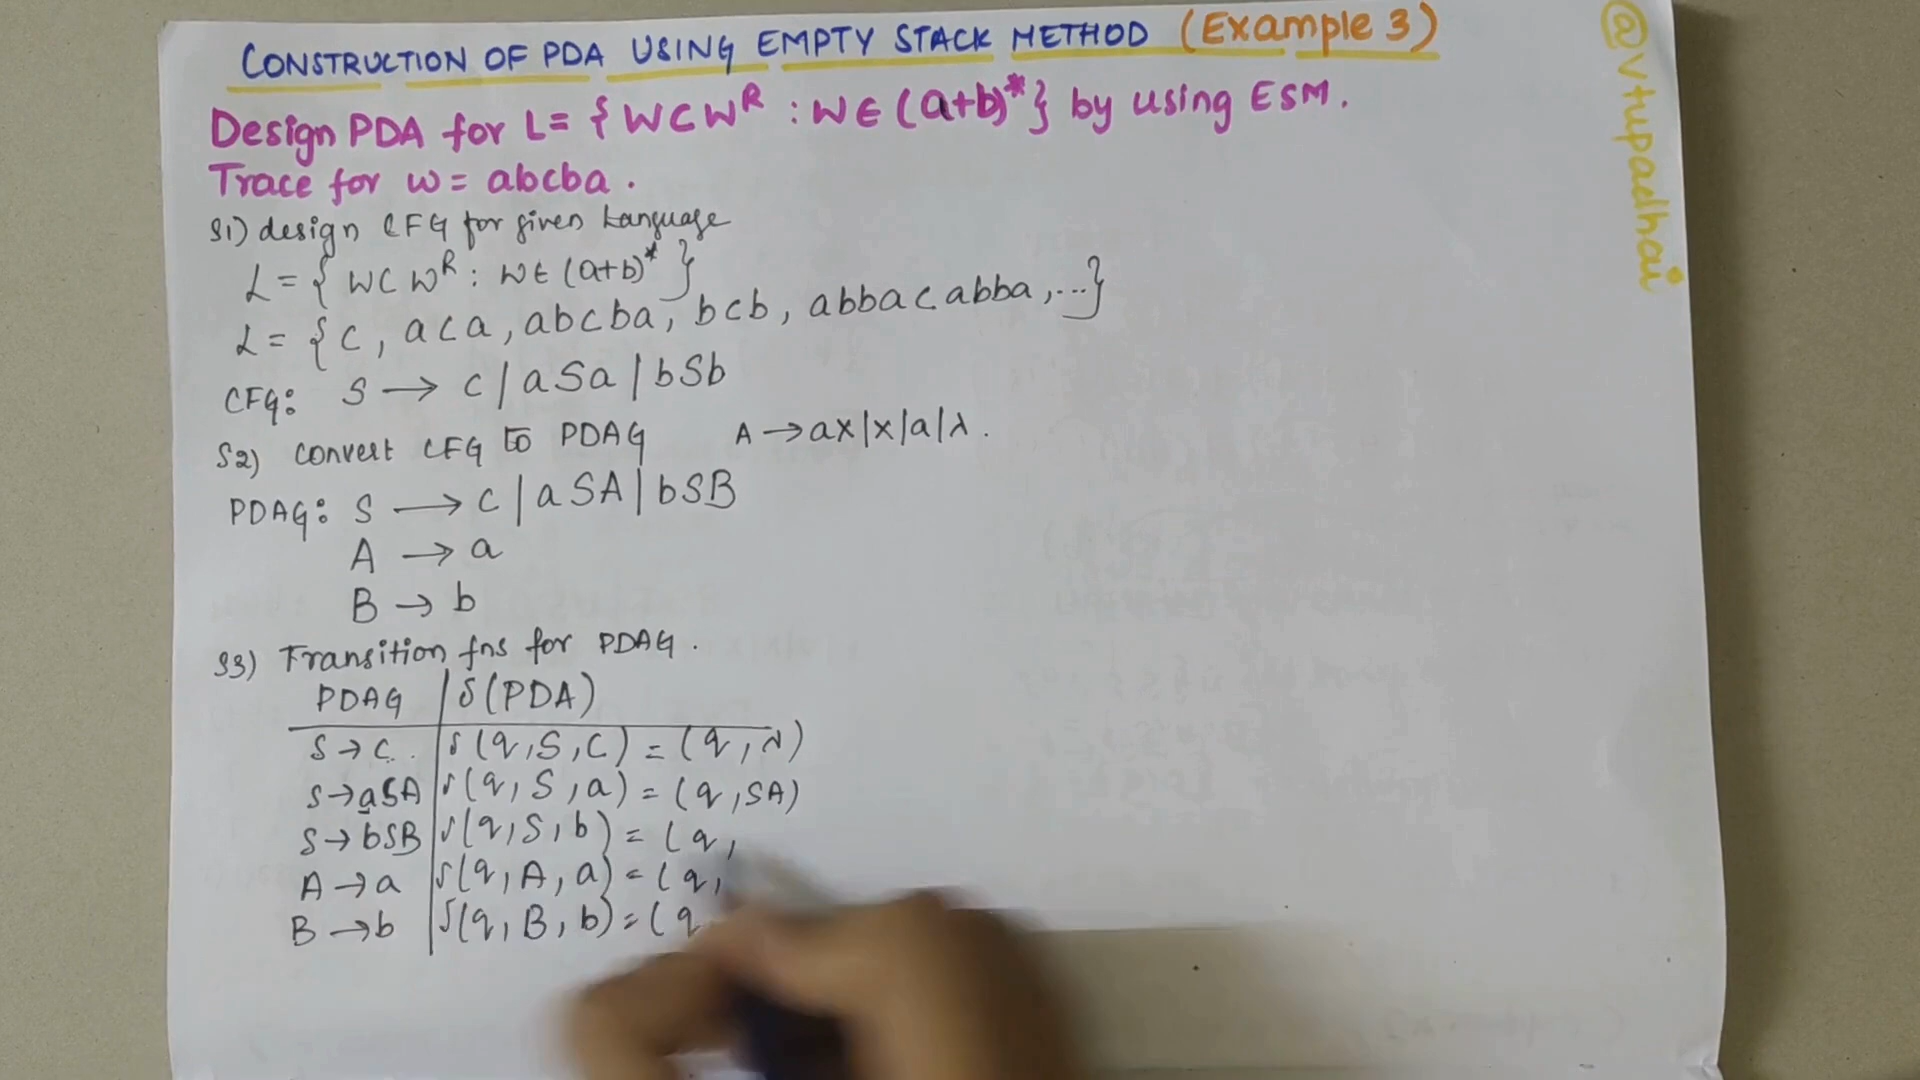 CONSTRUCTION OF PDA USING EMPTY STACK METHOD (Example 3)
Design PDA for L= {WCW^R : W∈(a+b)^*} by using ESM.
Trace for w= abcba.
S1) design CFG for given Language
L= {WCW^R : W∈(a+b)^*}
L= {C, aCa, abcba, bcb, abbacabba, ...}
CFG: S → C | aSa | bSb
S2) Convert CFG to PDAG A → ax|x|a|λ.
PDAG: S → C | aSA | bSB
A → a
B → b
S3) Transition fns for PDAG.
PDAG | δ(PDA)
S → C. δ(q,S,C) = (q,λ)
S → aSA δ(q,S,a) = (q,SA)
S → bSB δ(q,S,b) = (q,
A → a δ(q,A,a) = (q,
B → b δ(q,B,b) = (q
@vtupadhai